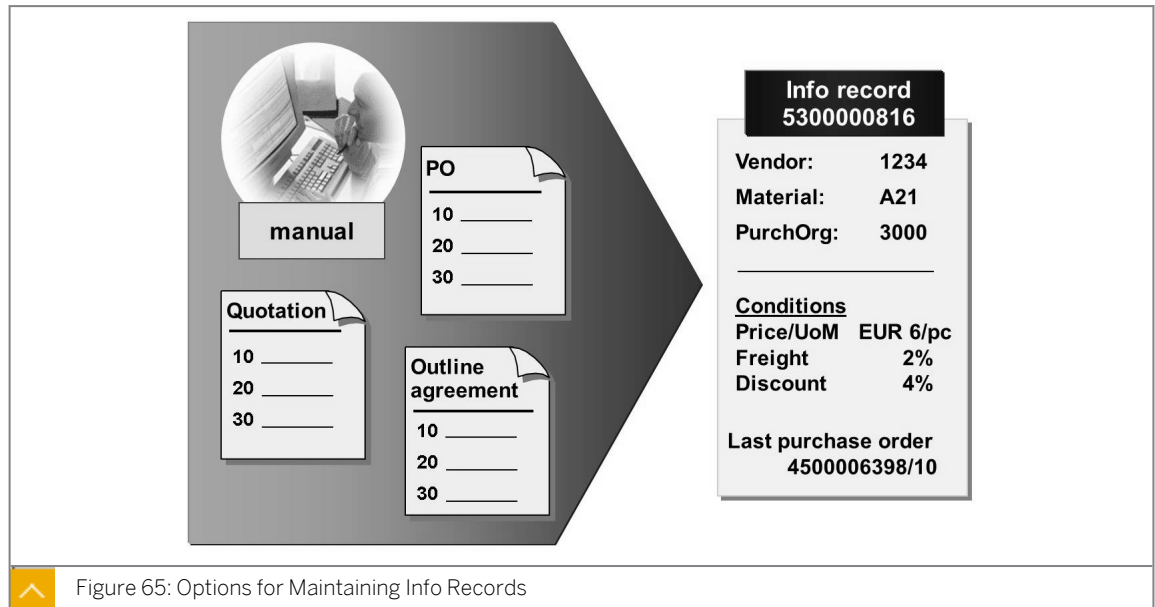 manual
PO
10
20
30
Quotation
10
20
30
Outline
agreement
10
20
30
Info record
5300000816
Vendor: 1234
Material: A21
PurchOrg: 3000
Conditions
Price/UoM EUR 6/pc
Freight 2%
Discount 4%
Last purchase order
4500006398/10
Figure 65: Options for Maintaining Info Records